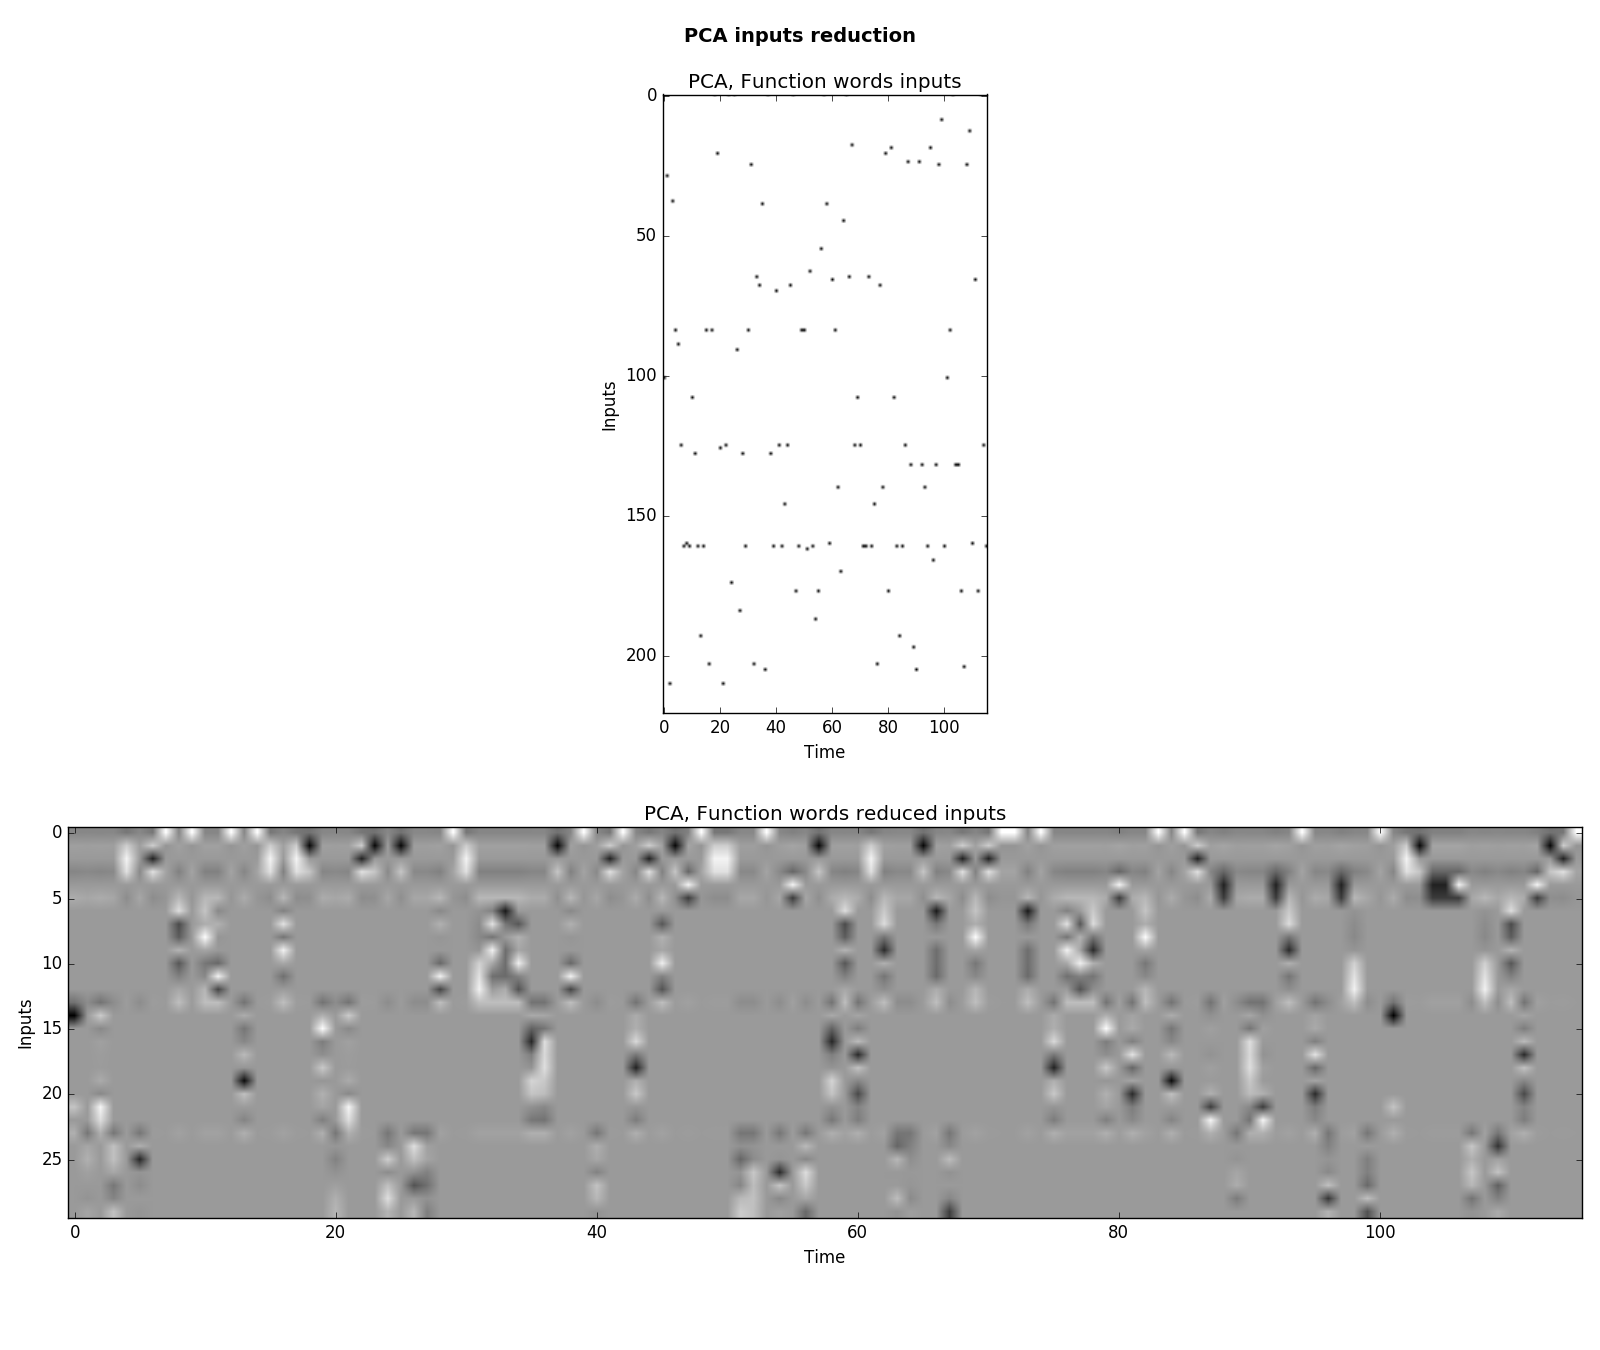 PCA inputs reduction
PCA, Function words inputs
0
50
100
150
200
Inputs
0 20 40 60 80 100
Time
PCA, Function words reduced inputs
0
5
10
15
20
25
Inputs
0 20 40 60 80 100
Time